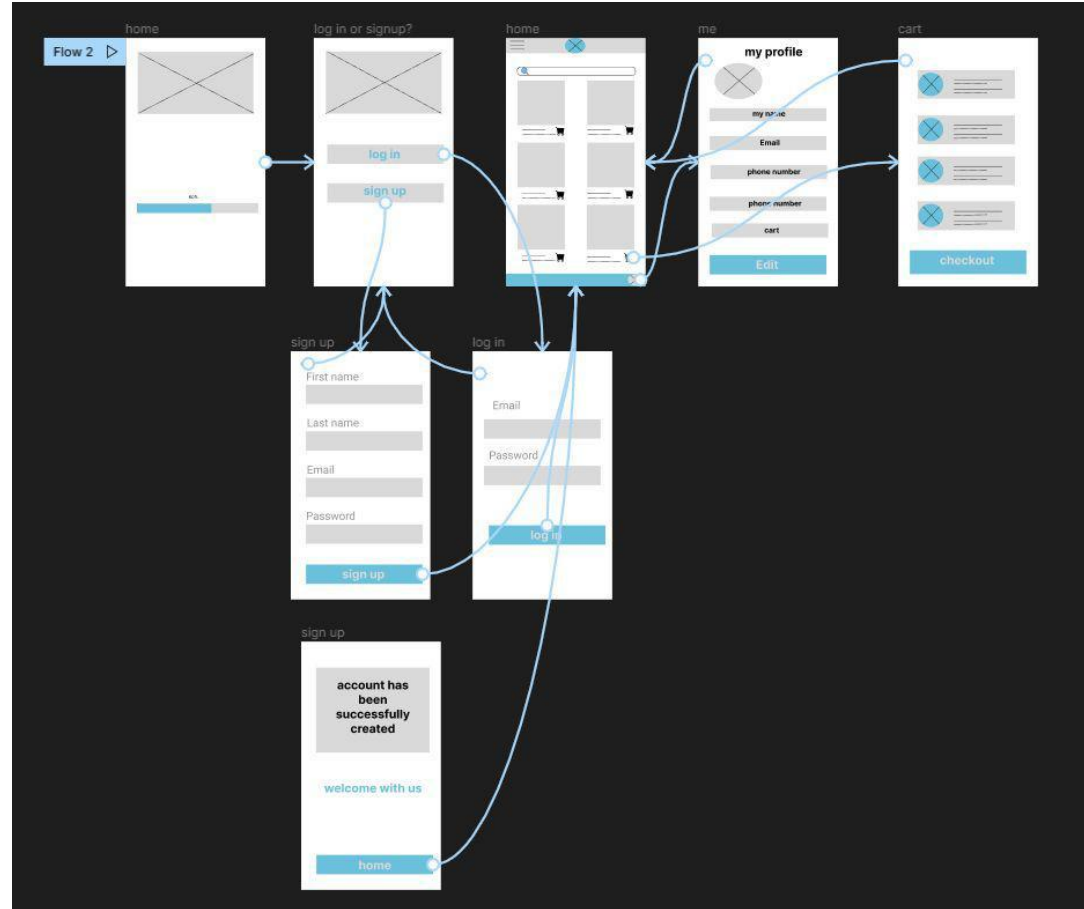 home
log in or signup?
home
me
cart
Flow 2
log in
sign up
my profile
my name
Email
phone number
phone number
cart
Edit
checkout
sign up
First name
Last name
Email
Password
sign up
log in
Email
Password
log in
sign up
account has
been
successfully
created
welcome with us
home